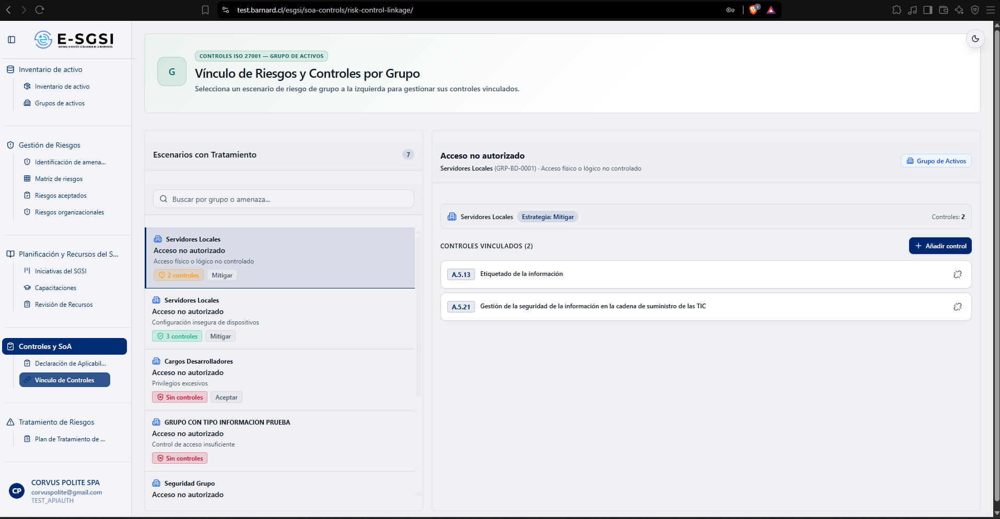 test.barnard.cl/esgsi/soa-controls/risk-control-linkage/
1
E-SGSI
SISTEMAS DE GESTIÓN DE SEGURIDAD DE LA INFORMACIÓN
Inventario de activo
Inventario de activo
Grupos de activos
Gestión de Riesgos
Identificación de amena...
Matriz de riesgos
Riesgos aceptados
Riesgos organizacionales
Planificación y Recursos del S...
Iniciativas del SGSI
Capacitaciones
Revisión de Recursos
Controles y SoA
Declaración de Aplicabil...
Vínculo de Controles
Tratamiento de Riesgos
Plan de Tratamiento de ...
CP
CORVUS POLITE SPA
corvuspolite@gmail.com
TEST_APIAUTH
G
CONTROLES ISO 27001 — GRUPO DE ACTIVOS
Vínculo de Riesgos y Controles por Grupo
Selecciona un escenario de riesgo de grupo a la izquierda para gestionar sus controles vinculados.
Escenarios con Tratamiento
7
Buscar por grupo o amenaza...
Servidores Locales
Acceso no autorizado
Acceso físico o lógico no controlado
2 controles
Mitigar
Servidores Locales
Acceso no autorizado
Configuración insegura de dispositivos
3 controles
Mitigar
Cargos Desarrolladores
Acceso no autorizado
Privilegios excesivos
Sin controles
Aceptar
GRUPO CON TIPO INFORMACION PRUEBA
Acceso no autorizado
Control de acceso insuficiente
Sin controles
Seguridad Grupo
Acceso no autorizado
Acceso no autorizado
Servidores Locales (GRP-BD-0001) · Acceso físico o lógico no controlado
Grupo de Activos
Servidores Locales
Estrategia: Mitigar
Controles: 2
CONTROLES VINCULADOS (2)
Añadir control
A.5.13
Etiquetado de la información
A.5.21
Gestión de la seguridad de la información en la cadena de suministro de las TIC